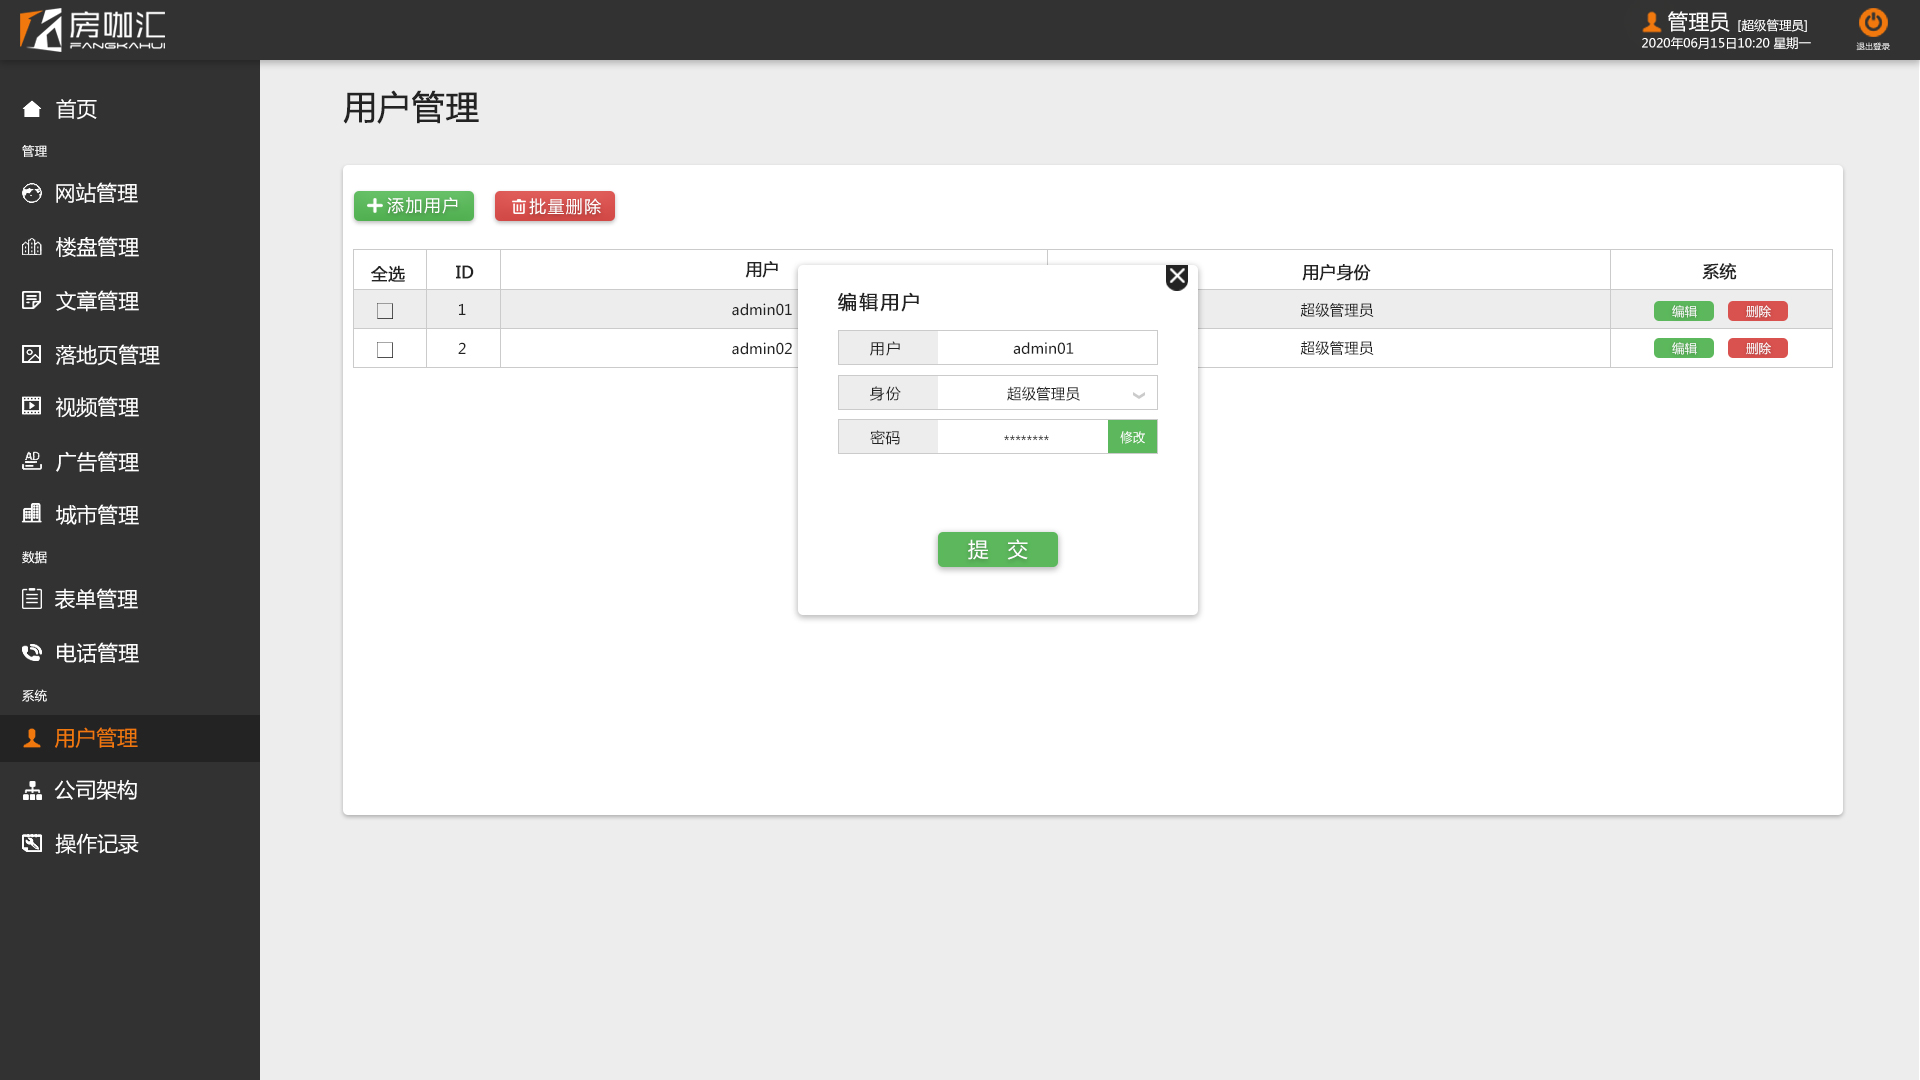 房咖汇
FANGKAHUI
管理员 [超级管理员]
2020年06月15日10:20 星期一
退出登录
首页
管理
网站管理
楼盘管理
文章管理
落地页管理
视频管理
AD
广告管理
城市管理
数据
表单管理
电话管理
系统
用户管理
公司架构
操作记录
用户管理
添加用户 批量删除
全选 ID 用户 用户身份 系统
1 admin01 超级管理员 编辑 删除
2 admin02 超级管理员 编辑 删除
编辑用户
用户 admin01
身份 超级管理员
密码 ******** 修改
提 交